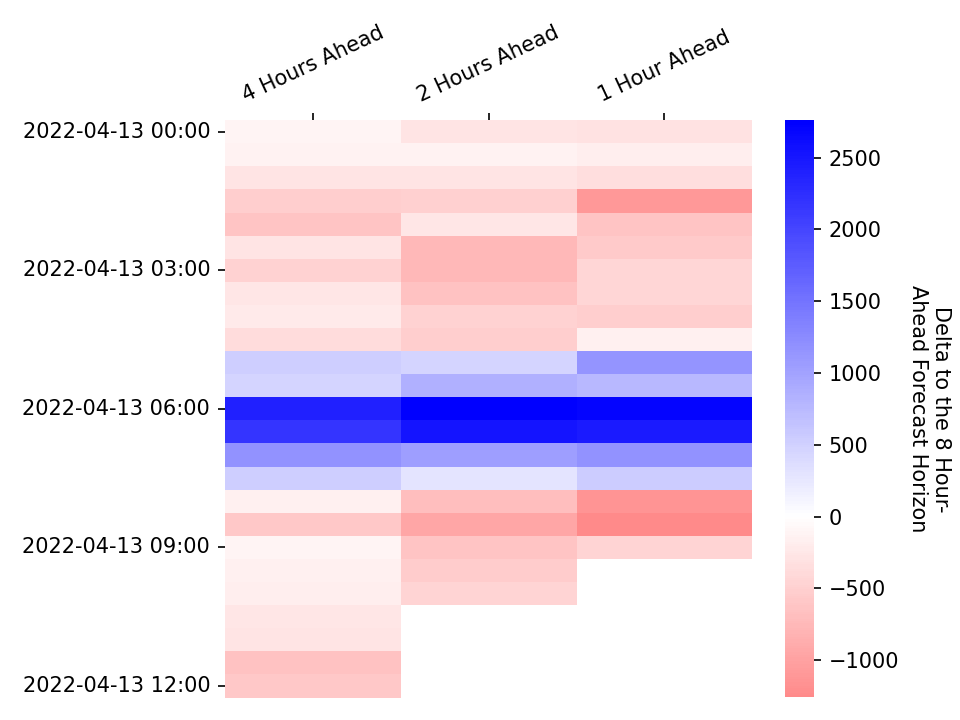 4 Hours Ahead
2 Hours Ahead
1 Hour Ahead
2022-04-13 00:00
2022-04-13 03:00
2022-04-13 06:00
2022-04-13 09:00
2022-04-13 12:00
2500
2000
1500
1000
500
0
−500
−1000
Delta to the 8 Hour-
Ahead Forecast Horizon